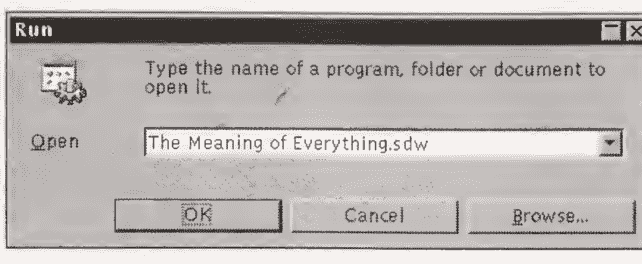 Run
Type the name of a program, folder or document to
open it.
Open
The Meaning of Everything.sdw
OK
Cancel
Browse...